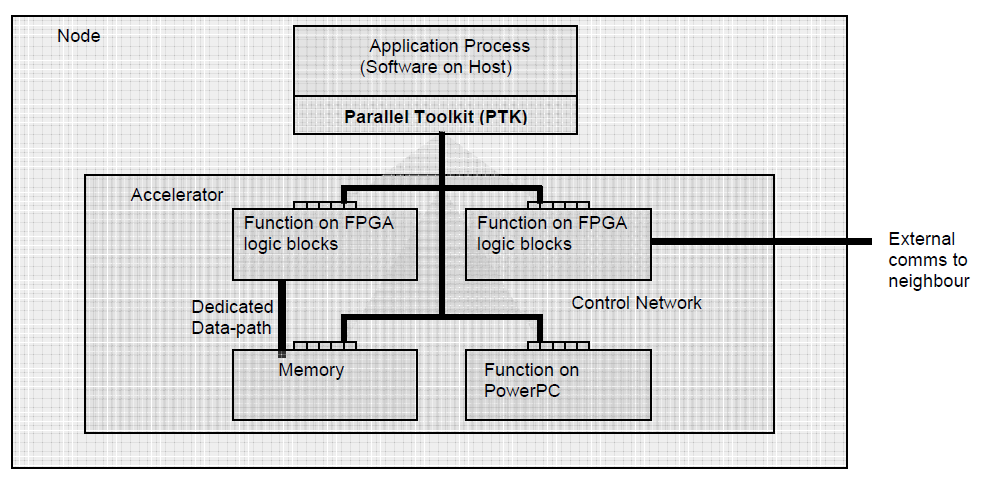 Node
Application Process
(Software on Host)
Parallel Toolkit (PTK)
Accelerator
Function on FPGA
logic blocks
Function on FPGA
logic blocks
External
comms to
neighbour
Dedicated
Data-path
Control Network
Memory
Function on
PowerPC